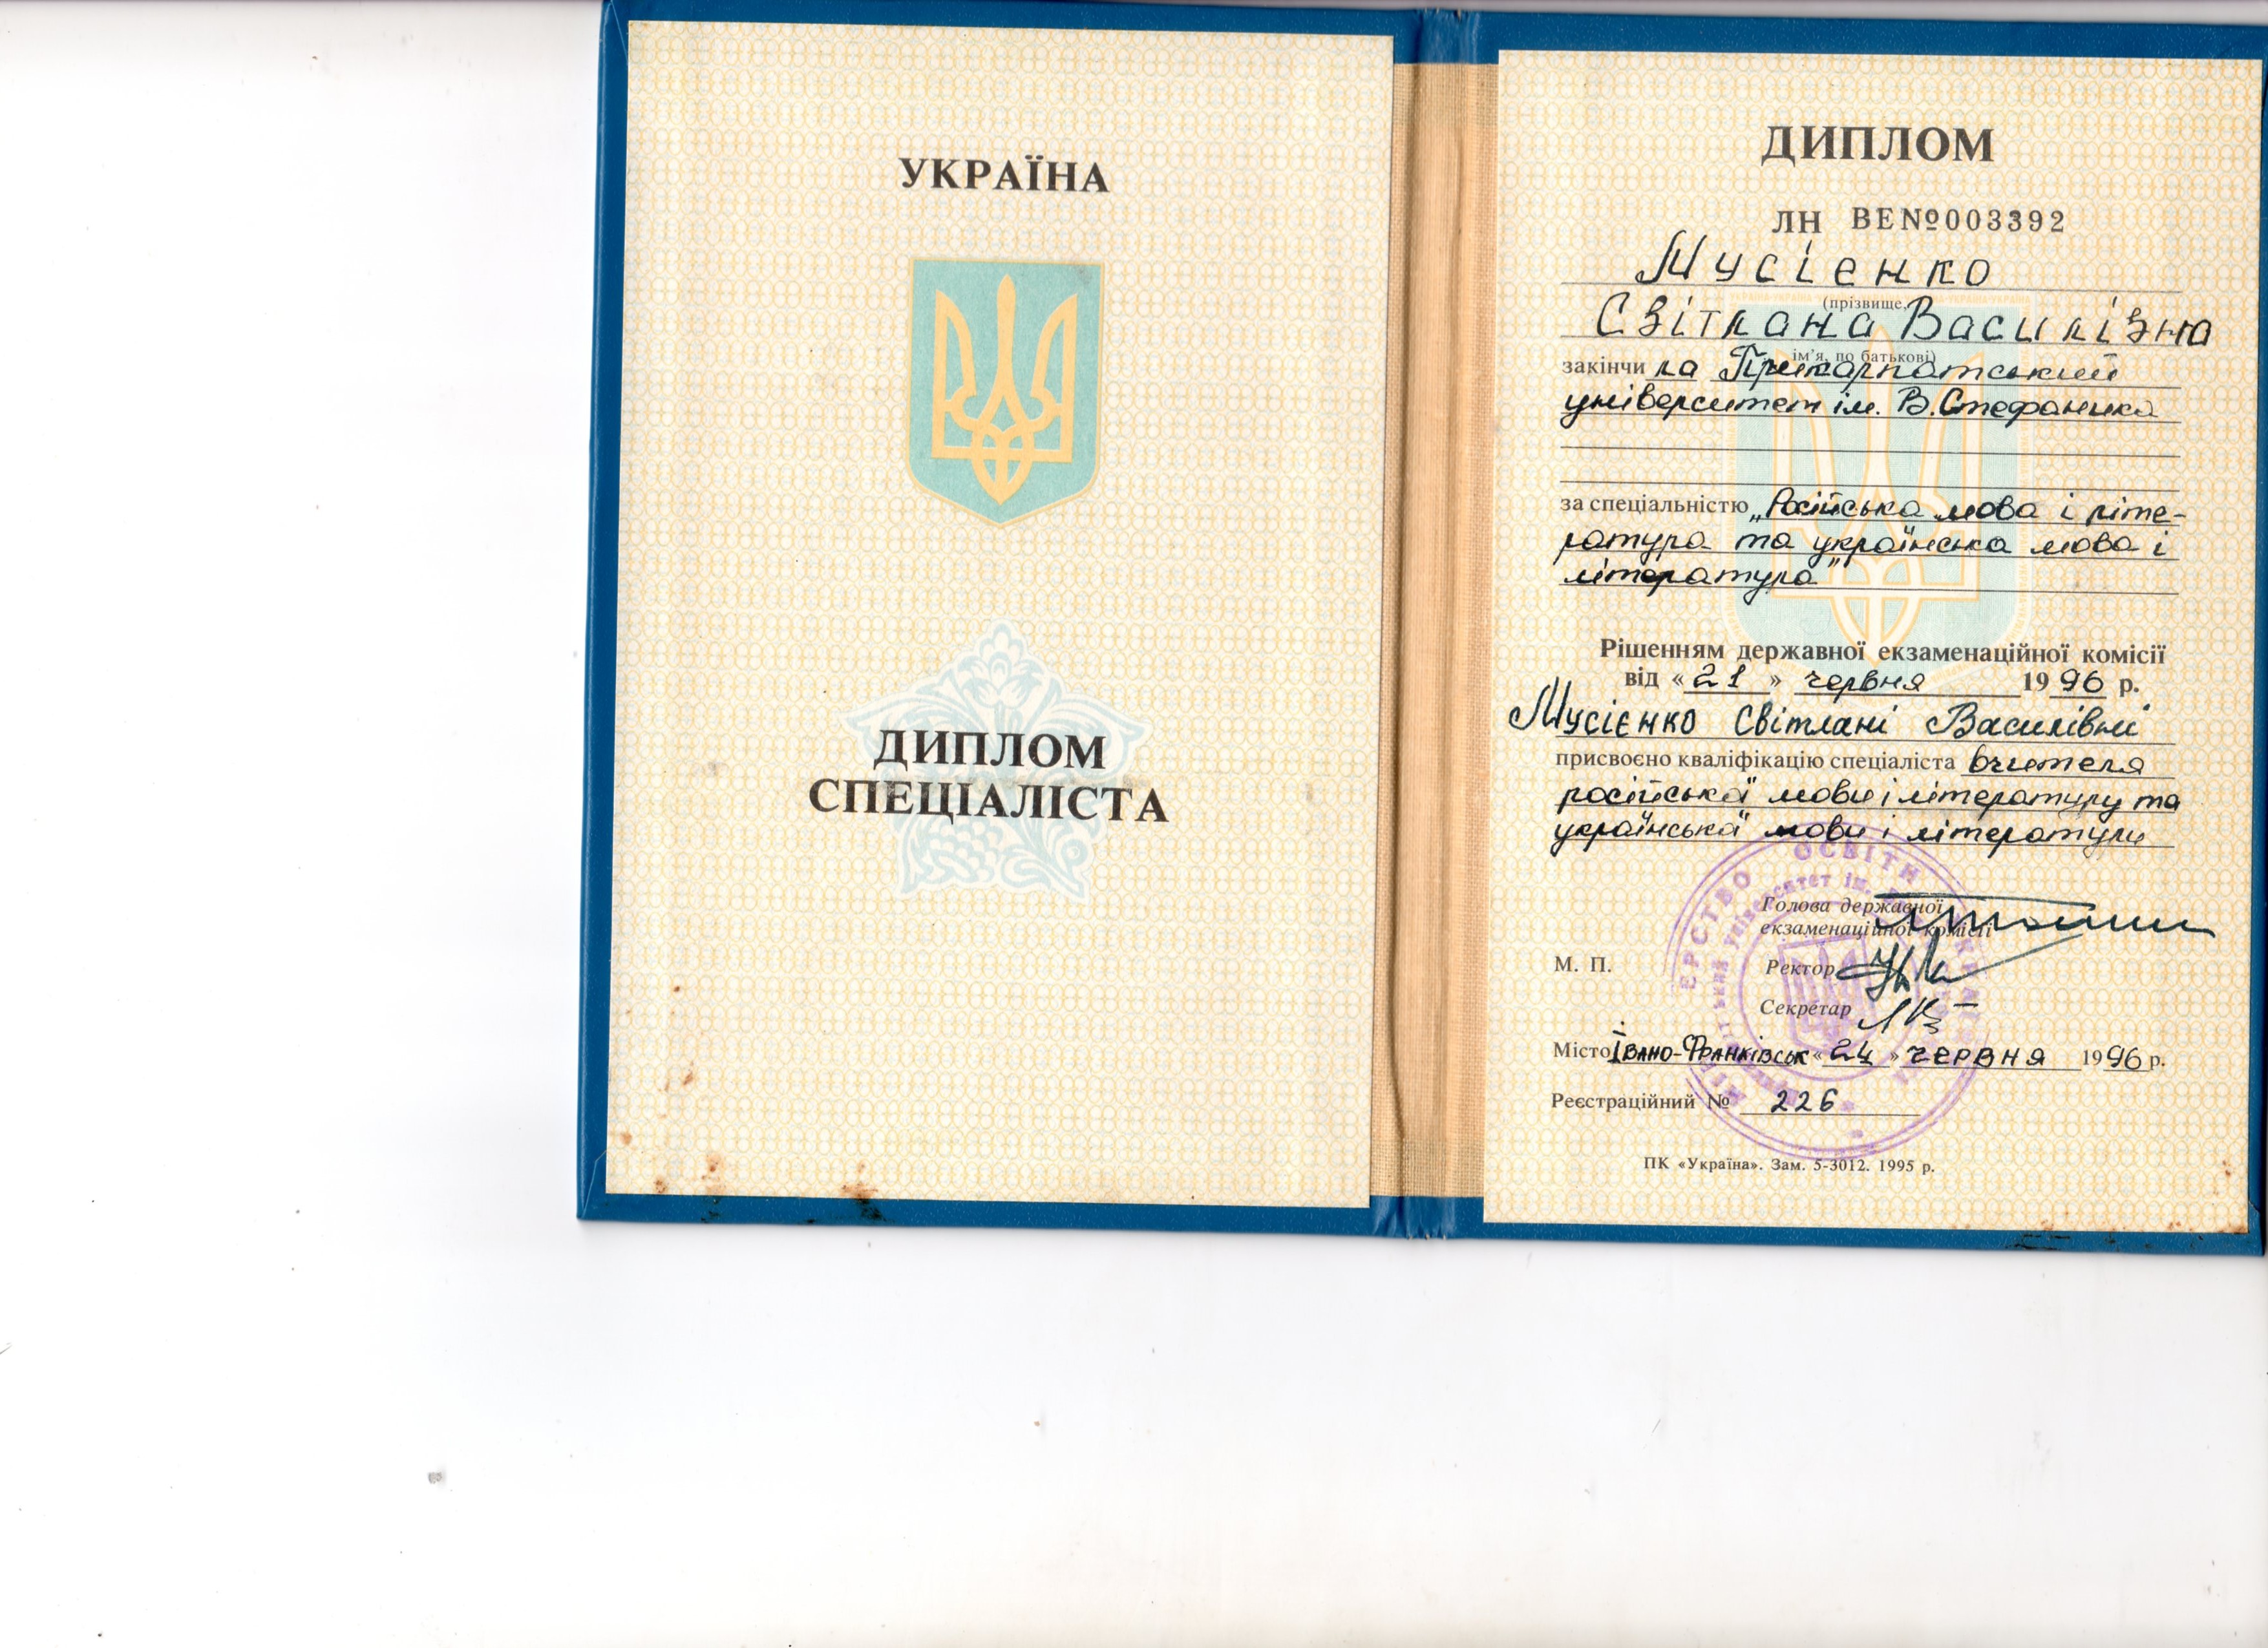 УКРАЇНА
ДИПЛОМ
СПЕЦІАЛІСТА
ДИПЛОМ
ЛН ВЕ№003392
Мусієнко
(прізвище,
Світлана Василівна
ім'я, по батькові)
закінчила Прикарпатський
університет ім. В.Стефаника
за спеціальністю „Російська мова і літе-
ратура та українська мова і
література"
Рішенням державної екзаменаційної комісії
від «21» червня 1996 р.
Мусієнко Світлані Василівні
присвоєно кваліфікацію спеціаліста вчителя
російської мови і літературу та
української мови і літератури
Голова державної
екзаменаційної комісії
М. П.
Ректор
Секретар
Місто Івано-Франківськ «24» червня 1996 р.
Реєстраційний № 226
ПК «Україна». Зам. 5-3012. 1995 р.